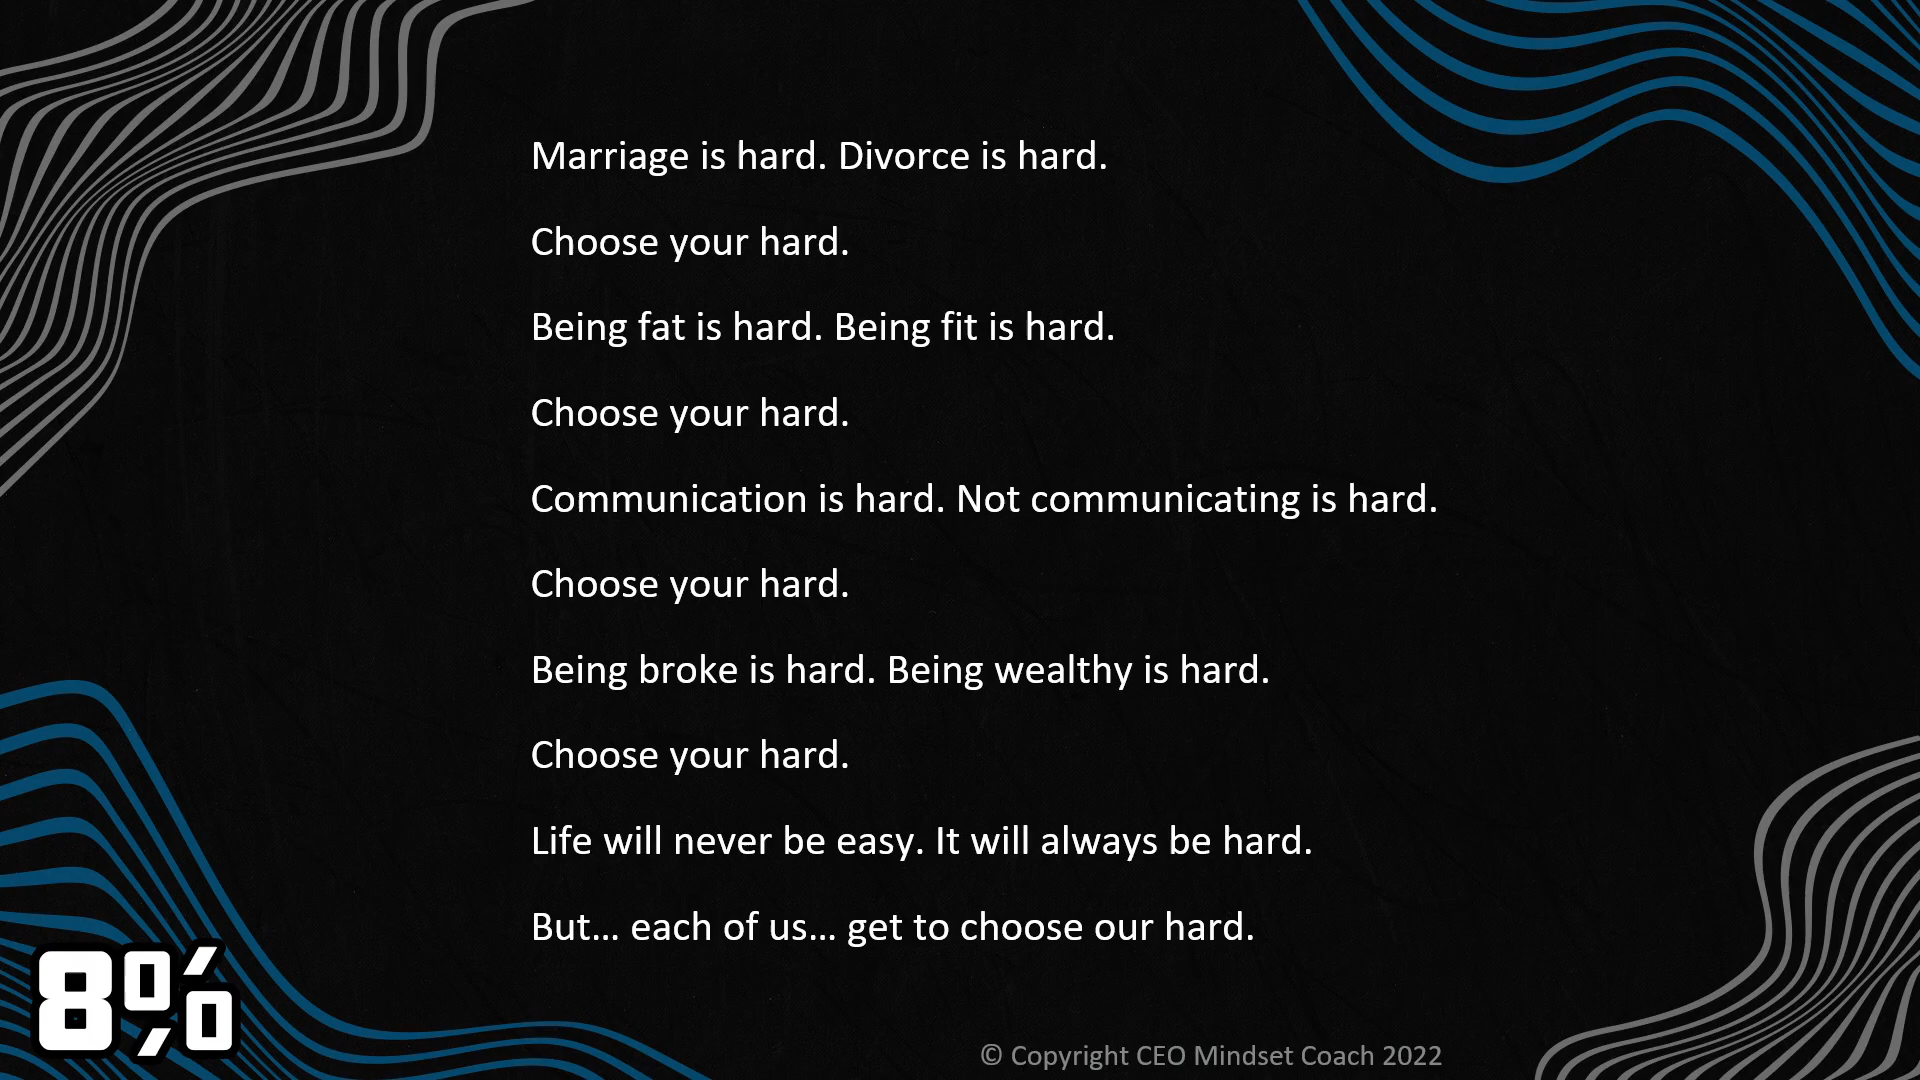 Marriage is hard. Divorce is hard.
Choose your hard.
Being fat is hard. Being fit is hard.
Choose your hard.
Communication is hard. Not communicating is hard.
Choose your hard.
Being broke is hard. Being wealthy is hard.
Choose your hard.
Life will never be easy. It will always be hard.
But... each of us... get to choose our hard.
8%
© Copyright CEO Mindset Coach 2022